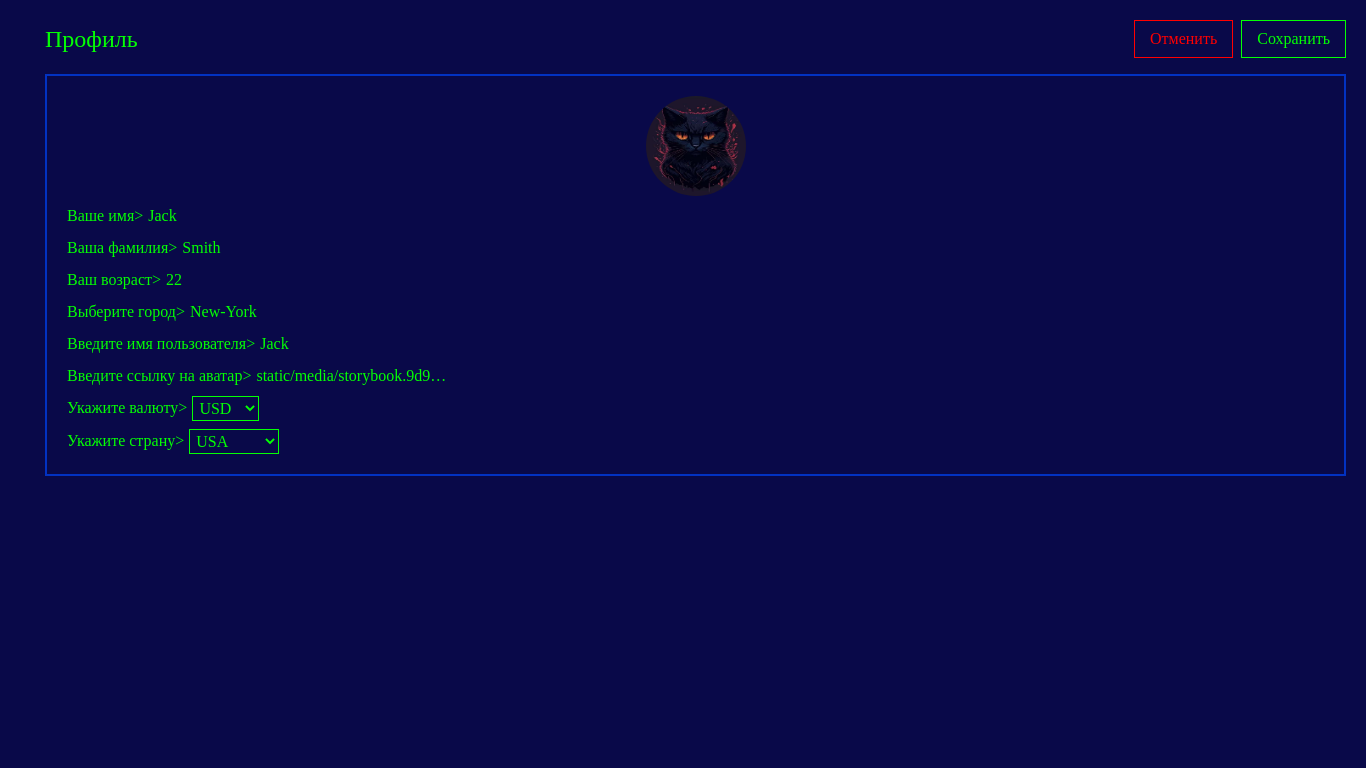 Профиль
Отменить
Сохранить
Ваше имя> Jack
Ваша фамилия> Smith
Ваш возраст> 22
Выберите город> New-York
Введите имя пользователя> Jack
Введите ссылку на аватар> static/media/storybook.9d9…
Укажите валюту> USD
Укажите страну> USA